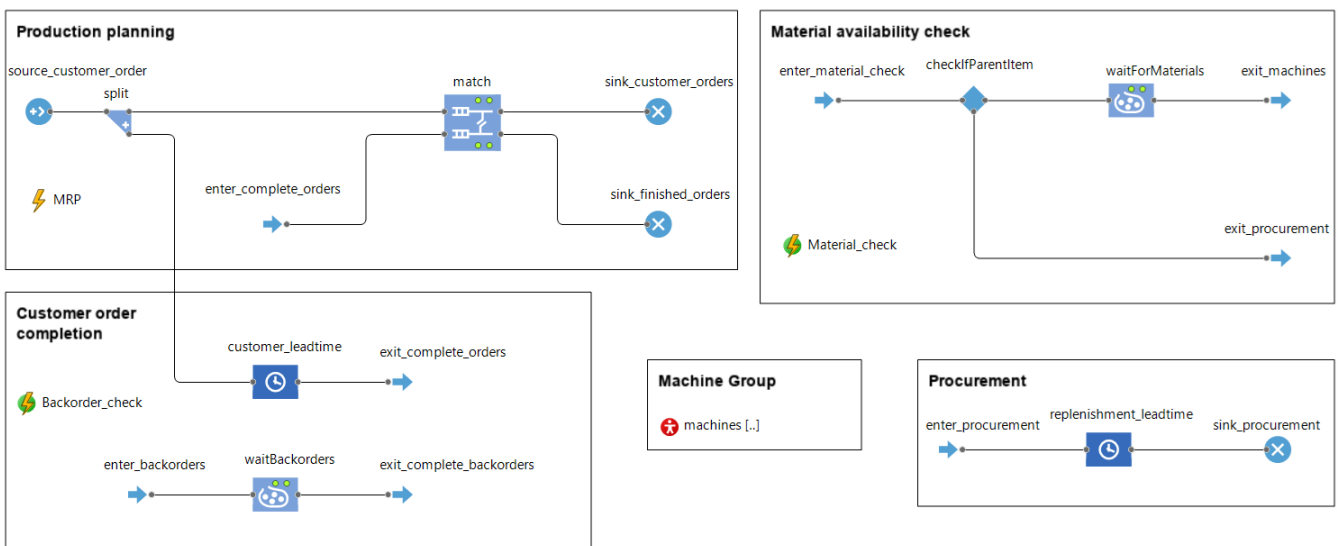 Production planning
source_customer_order
split
match
sink_customer_orders
enter_complete_orders
sink_finished_orders
MRP
Material availability check
enter_material_check
checkIfParentItem
waitForMaterials
exit_machines
exit_procurement
Material_check
Customer order
completion
customer_leadtime
exit_complete_orders
Backorder_check
enter_backorders
waitBackorders
exit_complete_backorders
Machine Group
machines [..]
Procurement
enter_procurement
replenishment_leadtime
sink_procurement